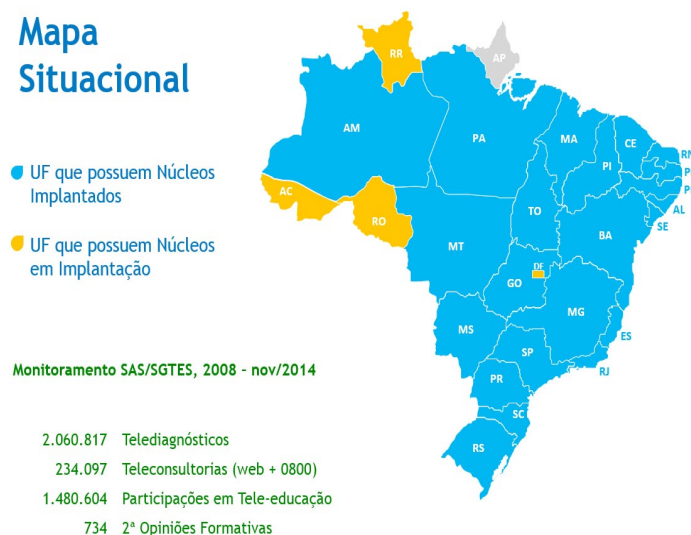 Mapa
Situacional
UF que possuem Núcleos
Implantados
UF que possuem Núcleos
em Implantação
Monitoramento SAS/SGTES, 2008 - nov/2014
2.060.817 Telediagnósticos
234.097 Teleconsultorias (web + 0800)
1.480.604 Participações em Tele-educação
734 2ª Opiniões Formativas
RR
AP
AM
PA
MA
CE
RN
PI
P
P
AL
SE
AC
RO
TO
BA
MT
DF
GO
MG
ES
MS
SP
RJ
PR
SC
RS